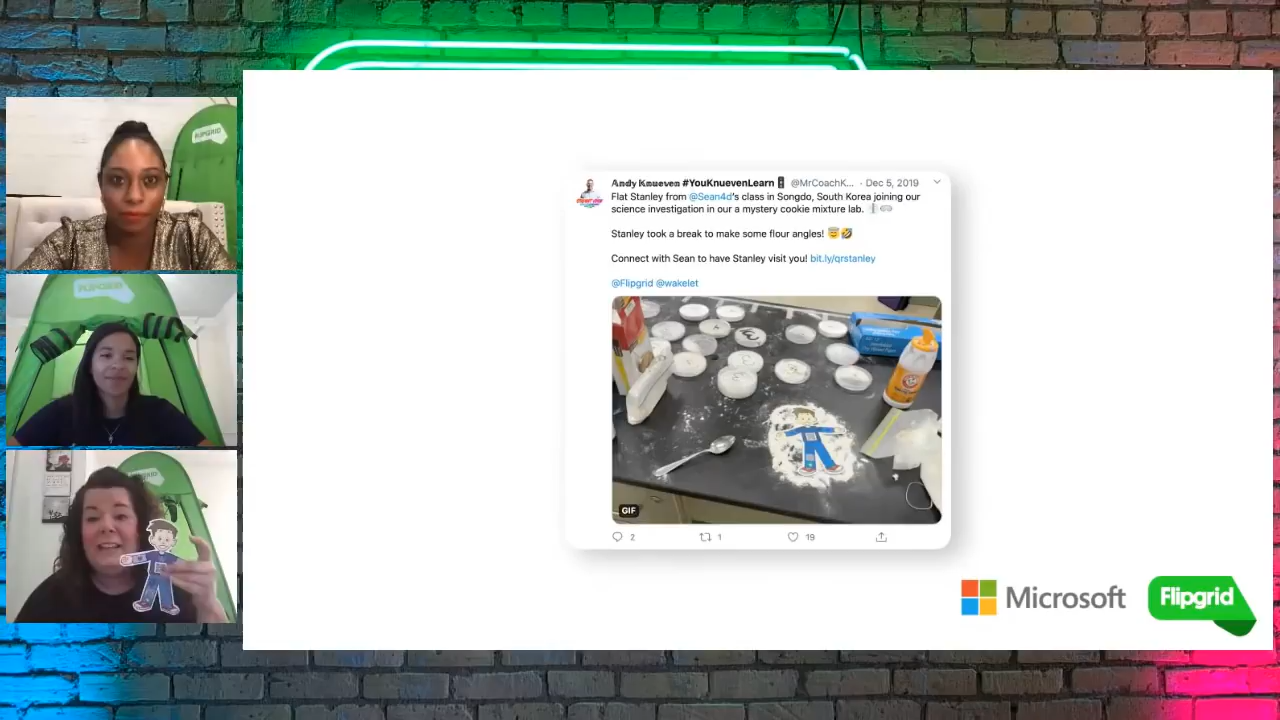 FLIPGRID
FLIPGRID
Andy Knueven #YouKnuevenLearn @MrCoachK... · Dec 5, 2019
Flat Stanley from @Sean4d's class in Songdo, South Korea joining our
science investigation in our a mystery cookie mixture lab.
Stanley took a break to make some flour angles!
Connect with Sean to have Stanley visit you! bit.ly/qrstanley
@Flipgrid @wakelet
GIF
2 1 19
Microsoft
Flipgrid